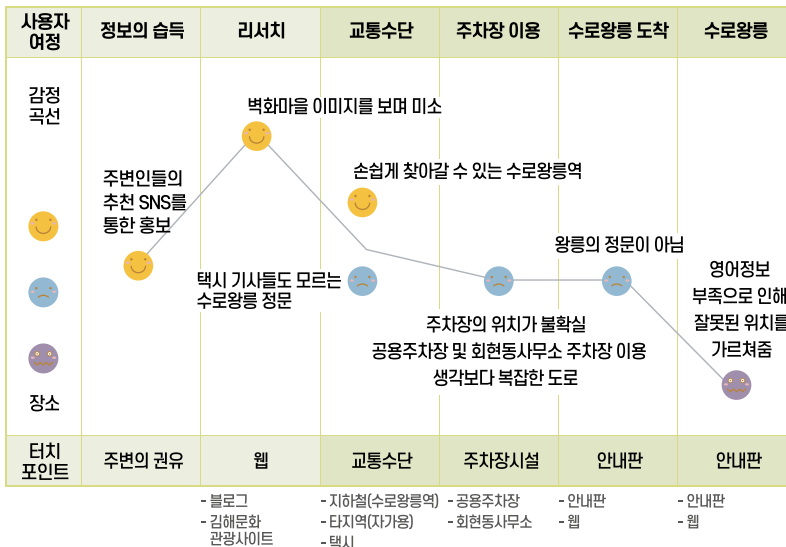 사용자
여정
정보의 습득
리서치
교통수단
주차장 이용
수로왕릉 도착
수로왕릉
감정
곡선
벽화마을 이미지를 보며 미소
손쉽게 찾아갈 수 있는 수로왕릉역
주변인들의
추천 SNS를
통한 홍보
왕릉의 정문이 아님
택시 기사들도 모르는
수로왕릉 정문
영어정보
부족으로 인해
잘못된 위치를
가르쳐줌
주차장의 위치가 불확실
공용주차장 및 회현동사무소 주차장 이용
생각보다 복잡한 도로
장소
터치
포인트
주변의 권유
웹
교통수단
주차장시설
안내판
안내판
- 블로그
- 김해문화
관광사이트
- 지하철(수로왕릉역)
- 타지역(자가용)
- 택시
- 공용주차장
- 회현동사무소
- 안내판
- 웹
- 안내판
- 웹